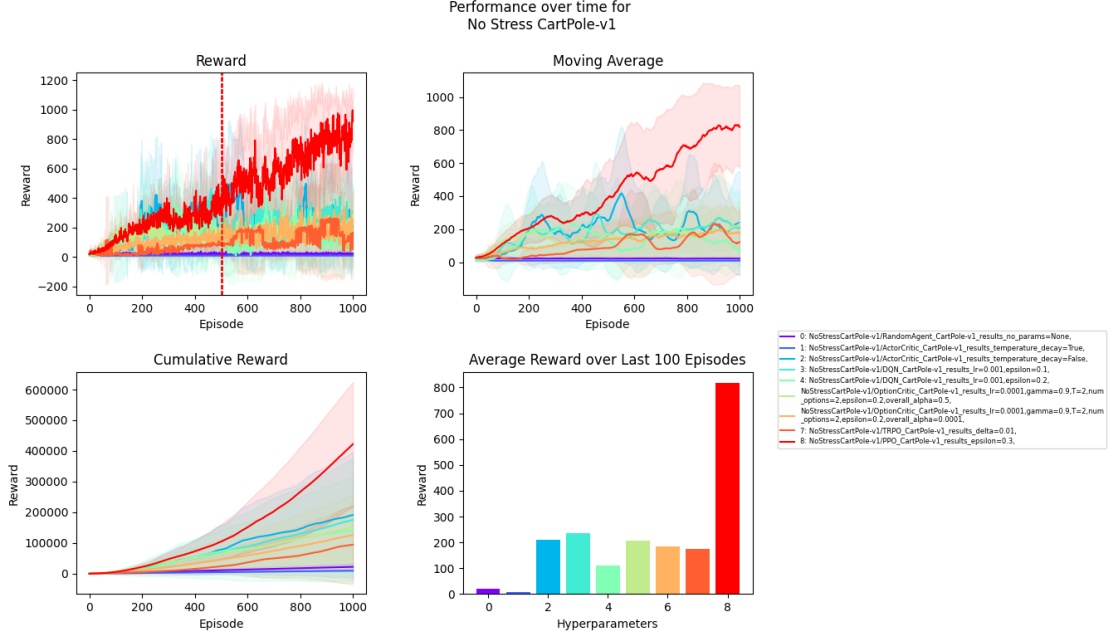 Performance over time for
No Stress CartPole-v1
Reward
Reward
1200
1000
800
600
400
200
0
−200
0 200 400 600 800 1000
Episode
Moving Average
Reward
1000
800
600
400
200
0
0 200 400 600 800 1000
Episode
Cumulative Reward
Reward
600000
500000
400000
300000
200000
100000
0
0 200 400 600 800 1000
Episode
Average Reward over Last 100 Episodes
Reward
800
700
600
500
400
300
200
100
0
0 2 4 6 8
Hyperparameters
0: NoStressCartPole-v1/RandomAgent_CartPole-v1_results_no_params=None,
1: NoStressCartPole-v1/ActorCritic_CartPole-v1_results_temperature_decay=True,
2: NoStressCartPole-v1/ActorCritic_CartPole-v1_results_temperature_decay=False,
3: NoStressCartPole-v1/DQN_CartPole-v1_results_lr=0.001,epsilon=0.1,
4: NoStressCartPole-v1/DQN_CartPole-v1_results_lr=0.001,epsilon=0.2,
NoStressCartPole-v1/OptionCritic_CartPole-v1_results_lr=0.0001,gamma=0.9,T=2,num
_options=2,epsilon=0.2,overall_alpha=0.5,
NoStressCartPole-v1/OptionCritic_CartPole-v1_results_lr=0.0001,gamma=0.9,T=2,num
_options=2,epsilon=0.2,overall_alpha=0.0001,
7: NoStressCartPole-v1/TRPO_CartPole-v1_results_delta=0.01,
8: NoStressCartPole-v1/PPO_CartPole-v1_results_epsilon=0.3,